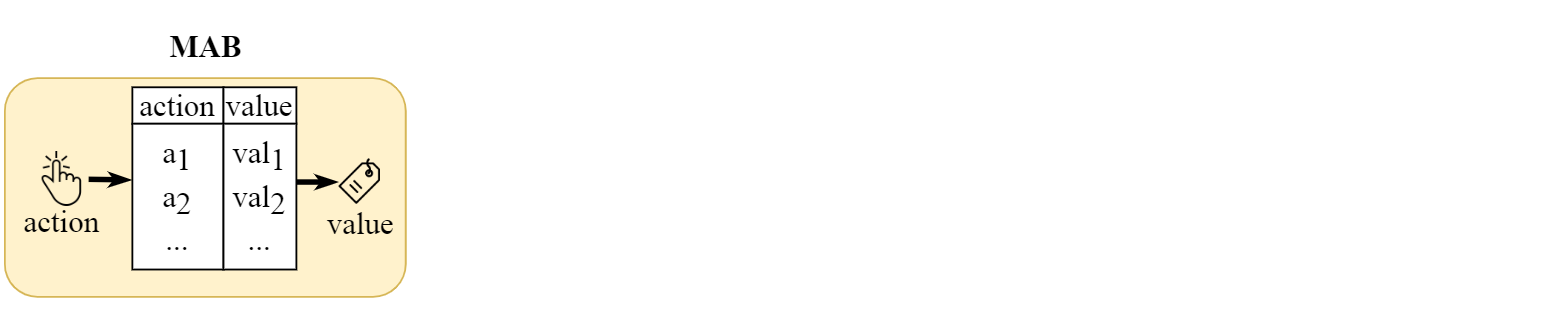 MAB
action value
a1 val1
a2 val2
... ...
action
value